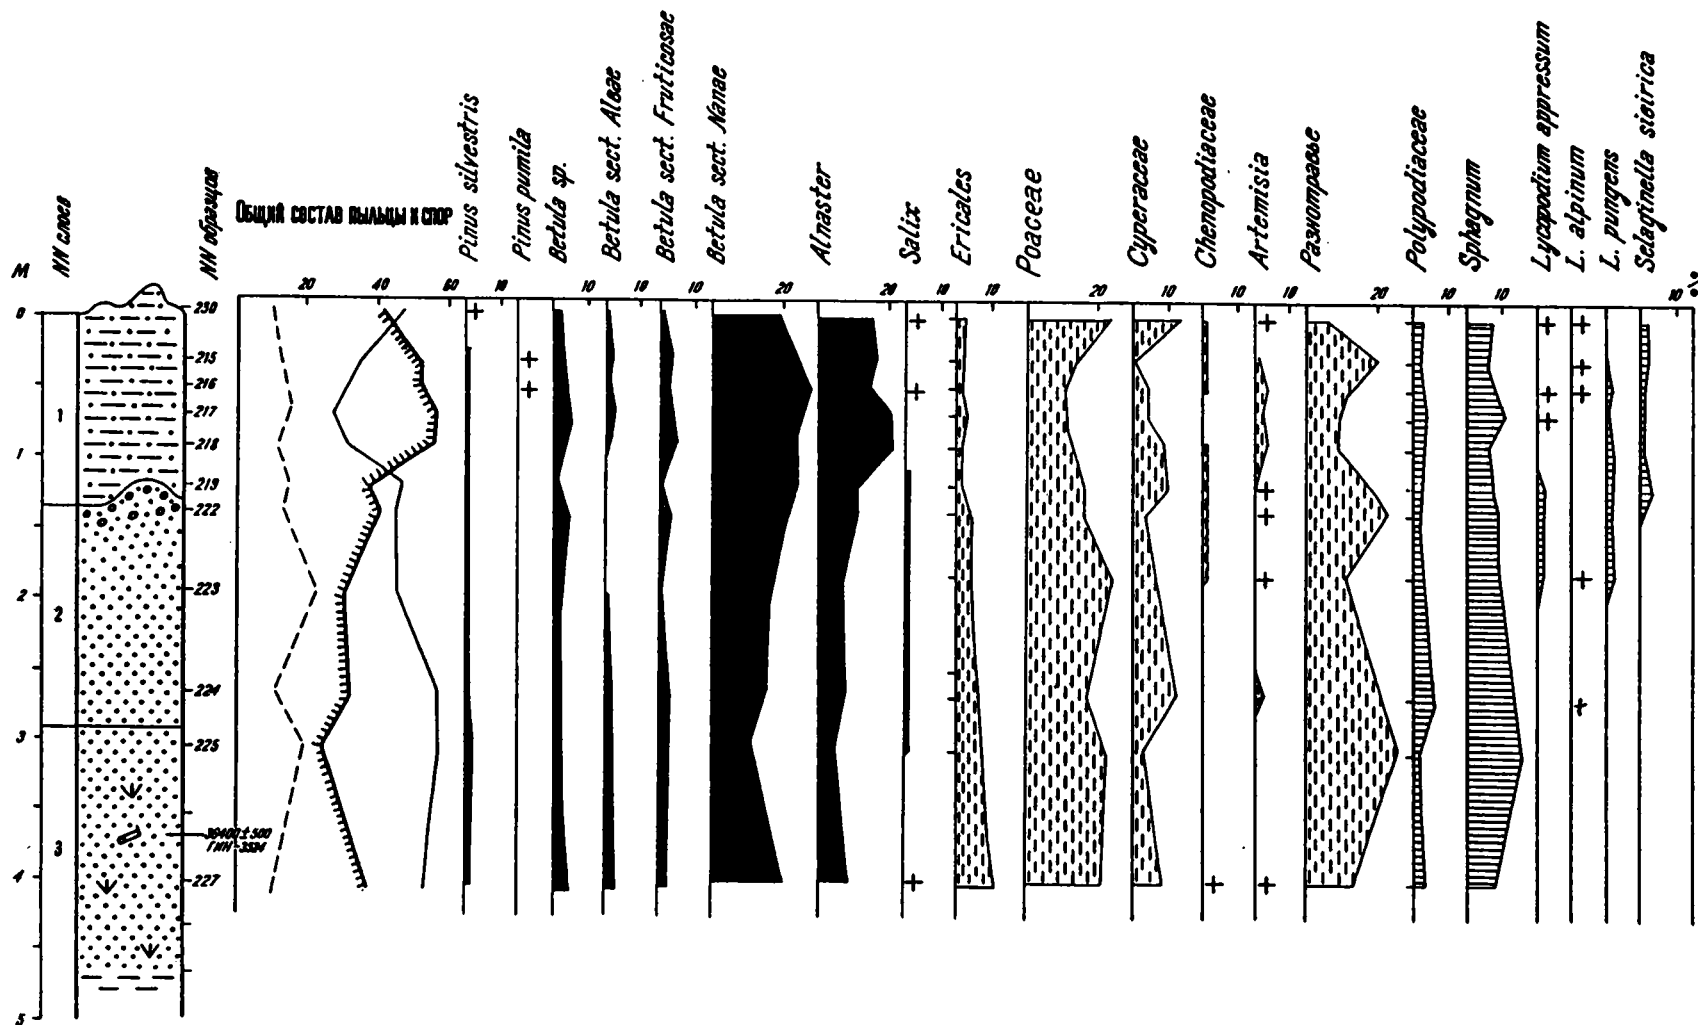 М
NN слоев
NN образцов
Общий состав пыльцы и спор
Pinus silvestris
Pinus pumila
Betula sp.
Betula sect. Albae
Betula sect. Fruticosae
Betula sect. Nanae
Alnaster
Salix
Ericales
Poaceae
Cyperaceae
Chenopodiaceae
Artemisia
Разнотравье
Polypodiaceae
Sphagnum
Lycopodium appressum
L. alpinum
L. pungens
Selaginella sibirica
20 40 60 10 10 10 10 10 20 20 10 10 20 10 10 10 20 10 10 10 %
0
1
2
3
4
5
1
2
3
230
215
216
217
218
219
222
223
224
225
227
ГИН-3524